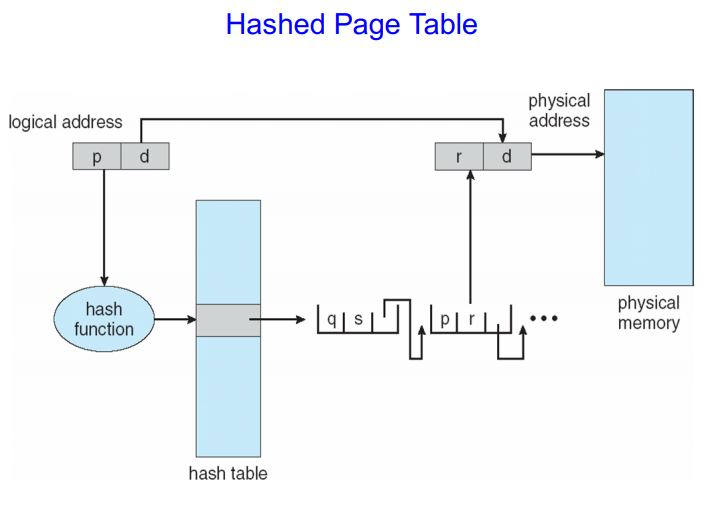 Hashed Page Table
logical address
physical
address
p d
r d
hash
function
q s
p r
•••
physical
memory
hash table